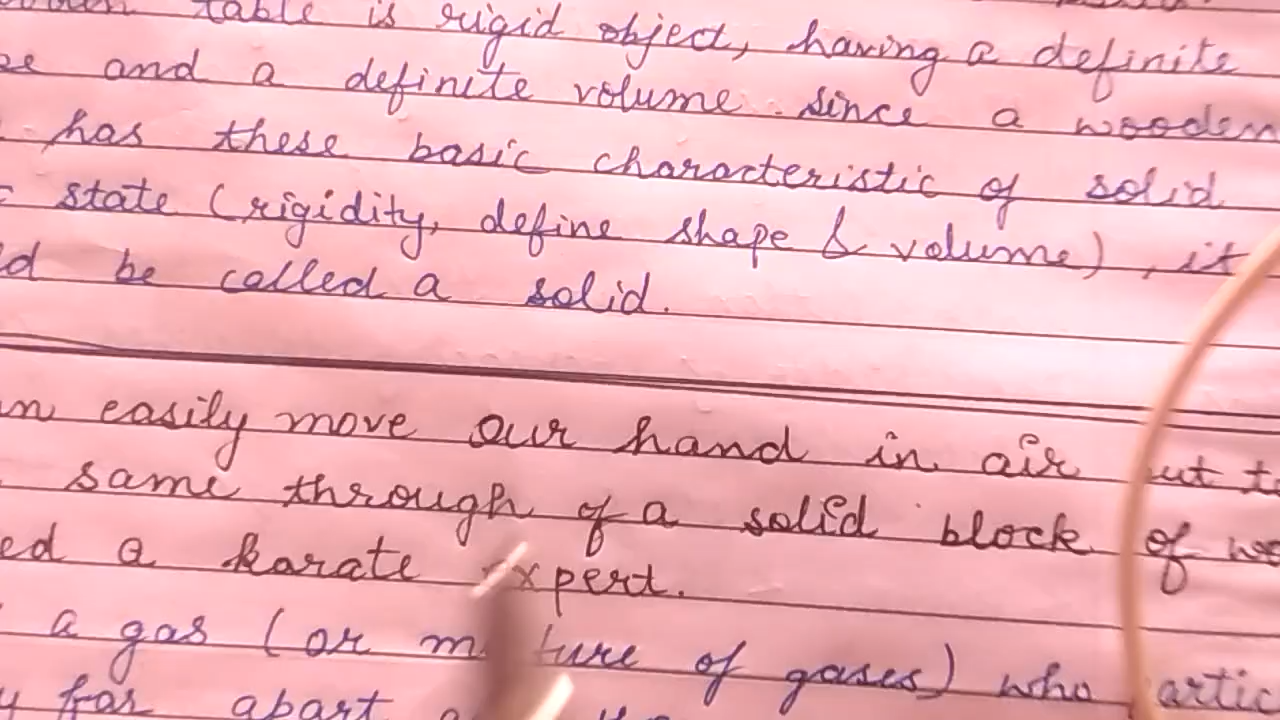 table is rigid object, having a definite
and a definite volume. Since a wooden
has these basic characteristic of solid
state (rigidity, define shape & volume), it
be called a solid.
easily move our hand in air but
same through of a solid block of
a karate expert.
a gas (or mixture of gases) who
far apart